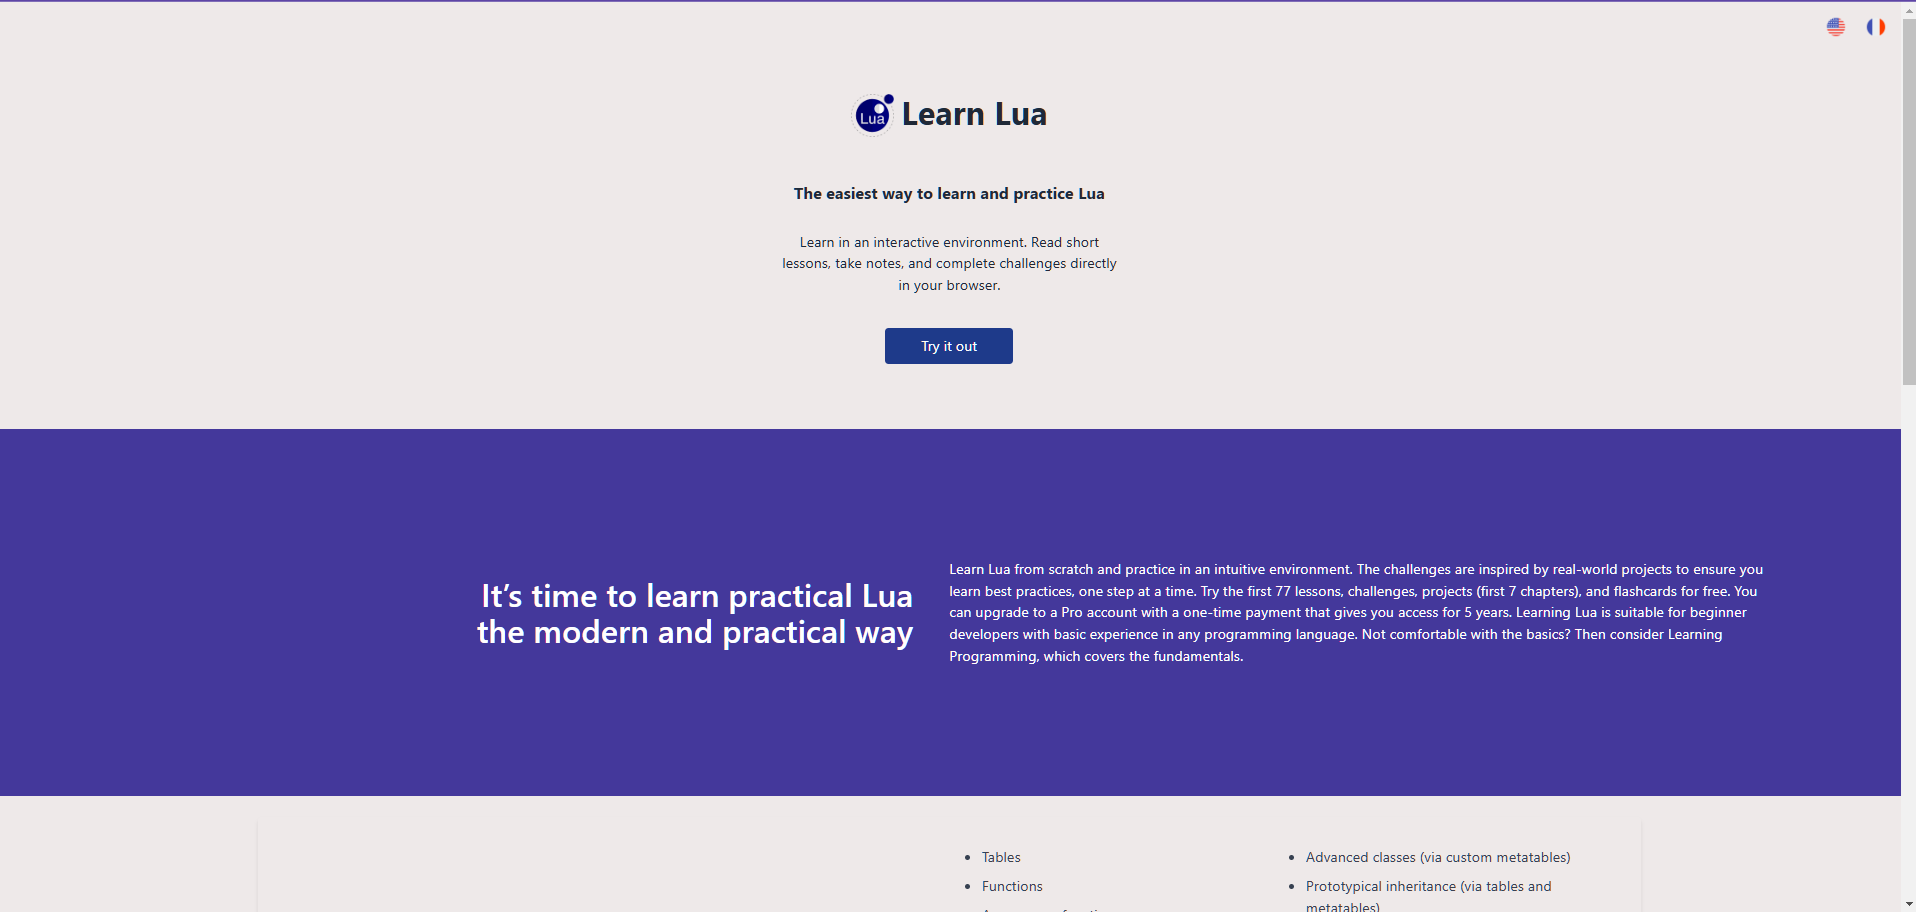 Lua
Learn Lua
The easiest way to learn and practice Lua
Learn in an interactive environment. Read short
lessons, take notes, and complete challenges directly
in your browser.
Try it out
It’s time to learn practical Lua
the modern and practical way
Learn Lua from scratch and practice in an intuitive environment. The challenges are inspired by real-world projects to ensure you
learn best practices, one step at a time. Try the first 77 lessons, challenges, projects (first 7 chapters), and flashcards for free. You
can upgrade to a Pro account with a one-time payment that gives you access for 5 years. Learning Lua is suitable for beginner
developers with basic experience in any programming language. Not comfortable with the basics? Then consider Learning
Programming, which covers the fundamentals.
Tables
Functions
Advanced classes (via custom metatables)
Prototypical inheritance (via tables and
metatables)